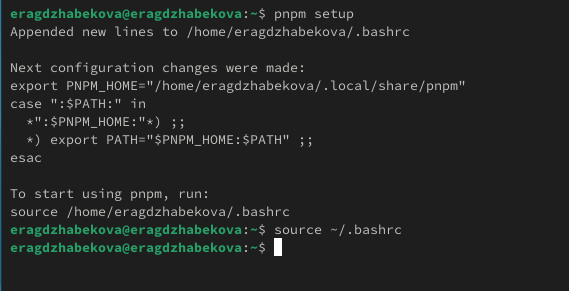 eragdzhabekova@eragdzhabekova:~$ pnpm setup
Appended new lines to /home/eragdzhabekova/.bashrc

Next configuration changes were made:
export PNPM_HOME="/home/eragdzhabekova/.local/share/pnpm"
case ":$PATH:" in
  *":$PNPM_HOME:"*) ;;
  *) export PATH="$PNPM_HOME:$PATH" ;;
esac

To start using pnpm, run:
source /home/eragdzhabekova/.bashrc
eragdzhabekova@eragdzhabekova:~$ source ~/.bashrc
eragdzhabekova@eragdzhabekova:~$